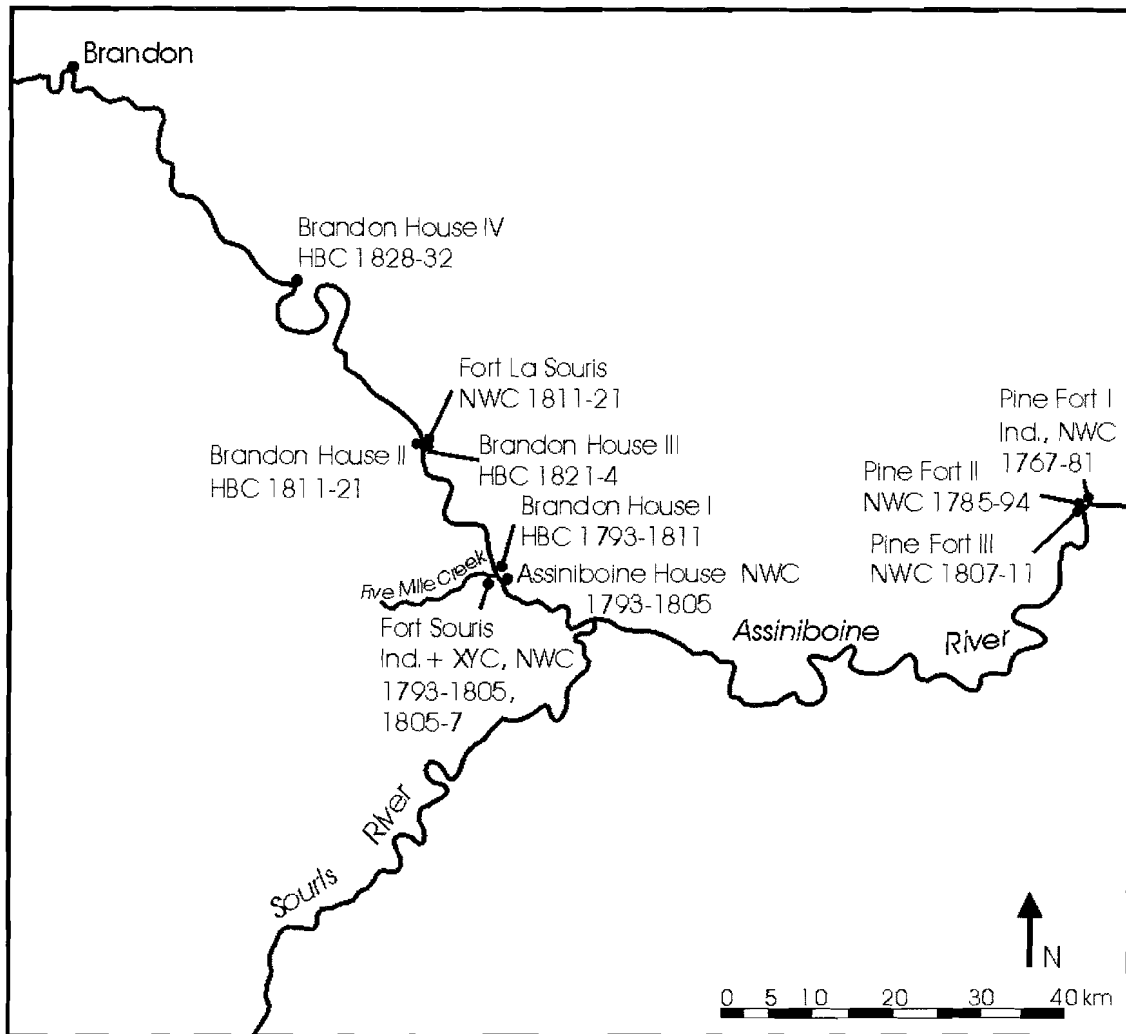 Brandon
Brandon House IV
HBC 1828-32
Fort La Souris
NWC 1811-21
Brandon House II
HBC 1811-21
Brandon House III
HBC 1821-4
Brandon House I
HBC 1793-1811
Pine Fort I
Ind., NWC
1767-81
Pine Fort II
NWC 1785-94
Pine Fort III
NWC 1807-11
Five Mile Creek
Assiniboine House NWC
1793-1805
Fort Souris
Ind. + XYC, NWC
1793-1805,
1805-7
Assiniboine River
Souris River
N
0 5 10 20 30 40 km